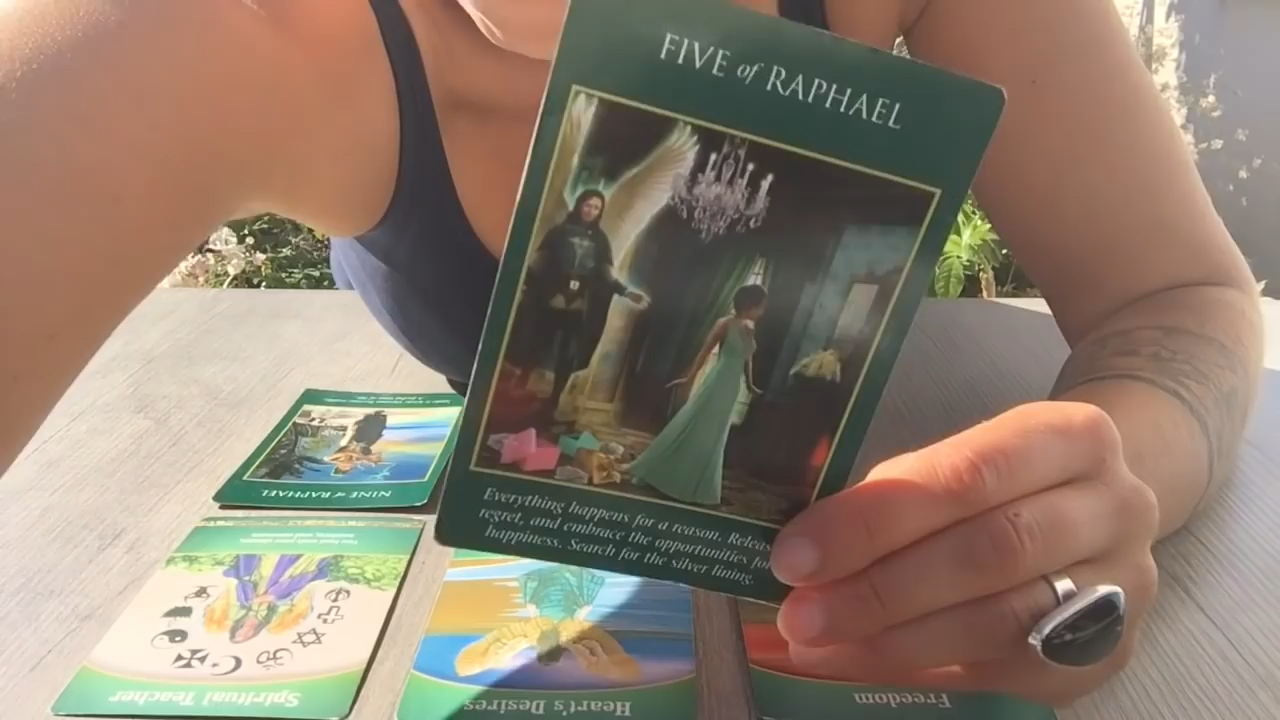 FIVE of RAPHAEL
Everything happens for a reason. Releas
regret, and embrace the opportunities for
happiness. Search for the silver lining.
NINE of RAPHAEL
Spiritual Teacher
Heart's Desires
Freedom